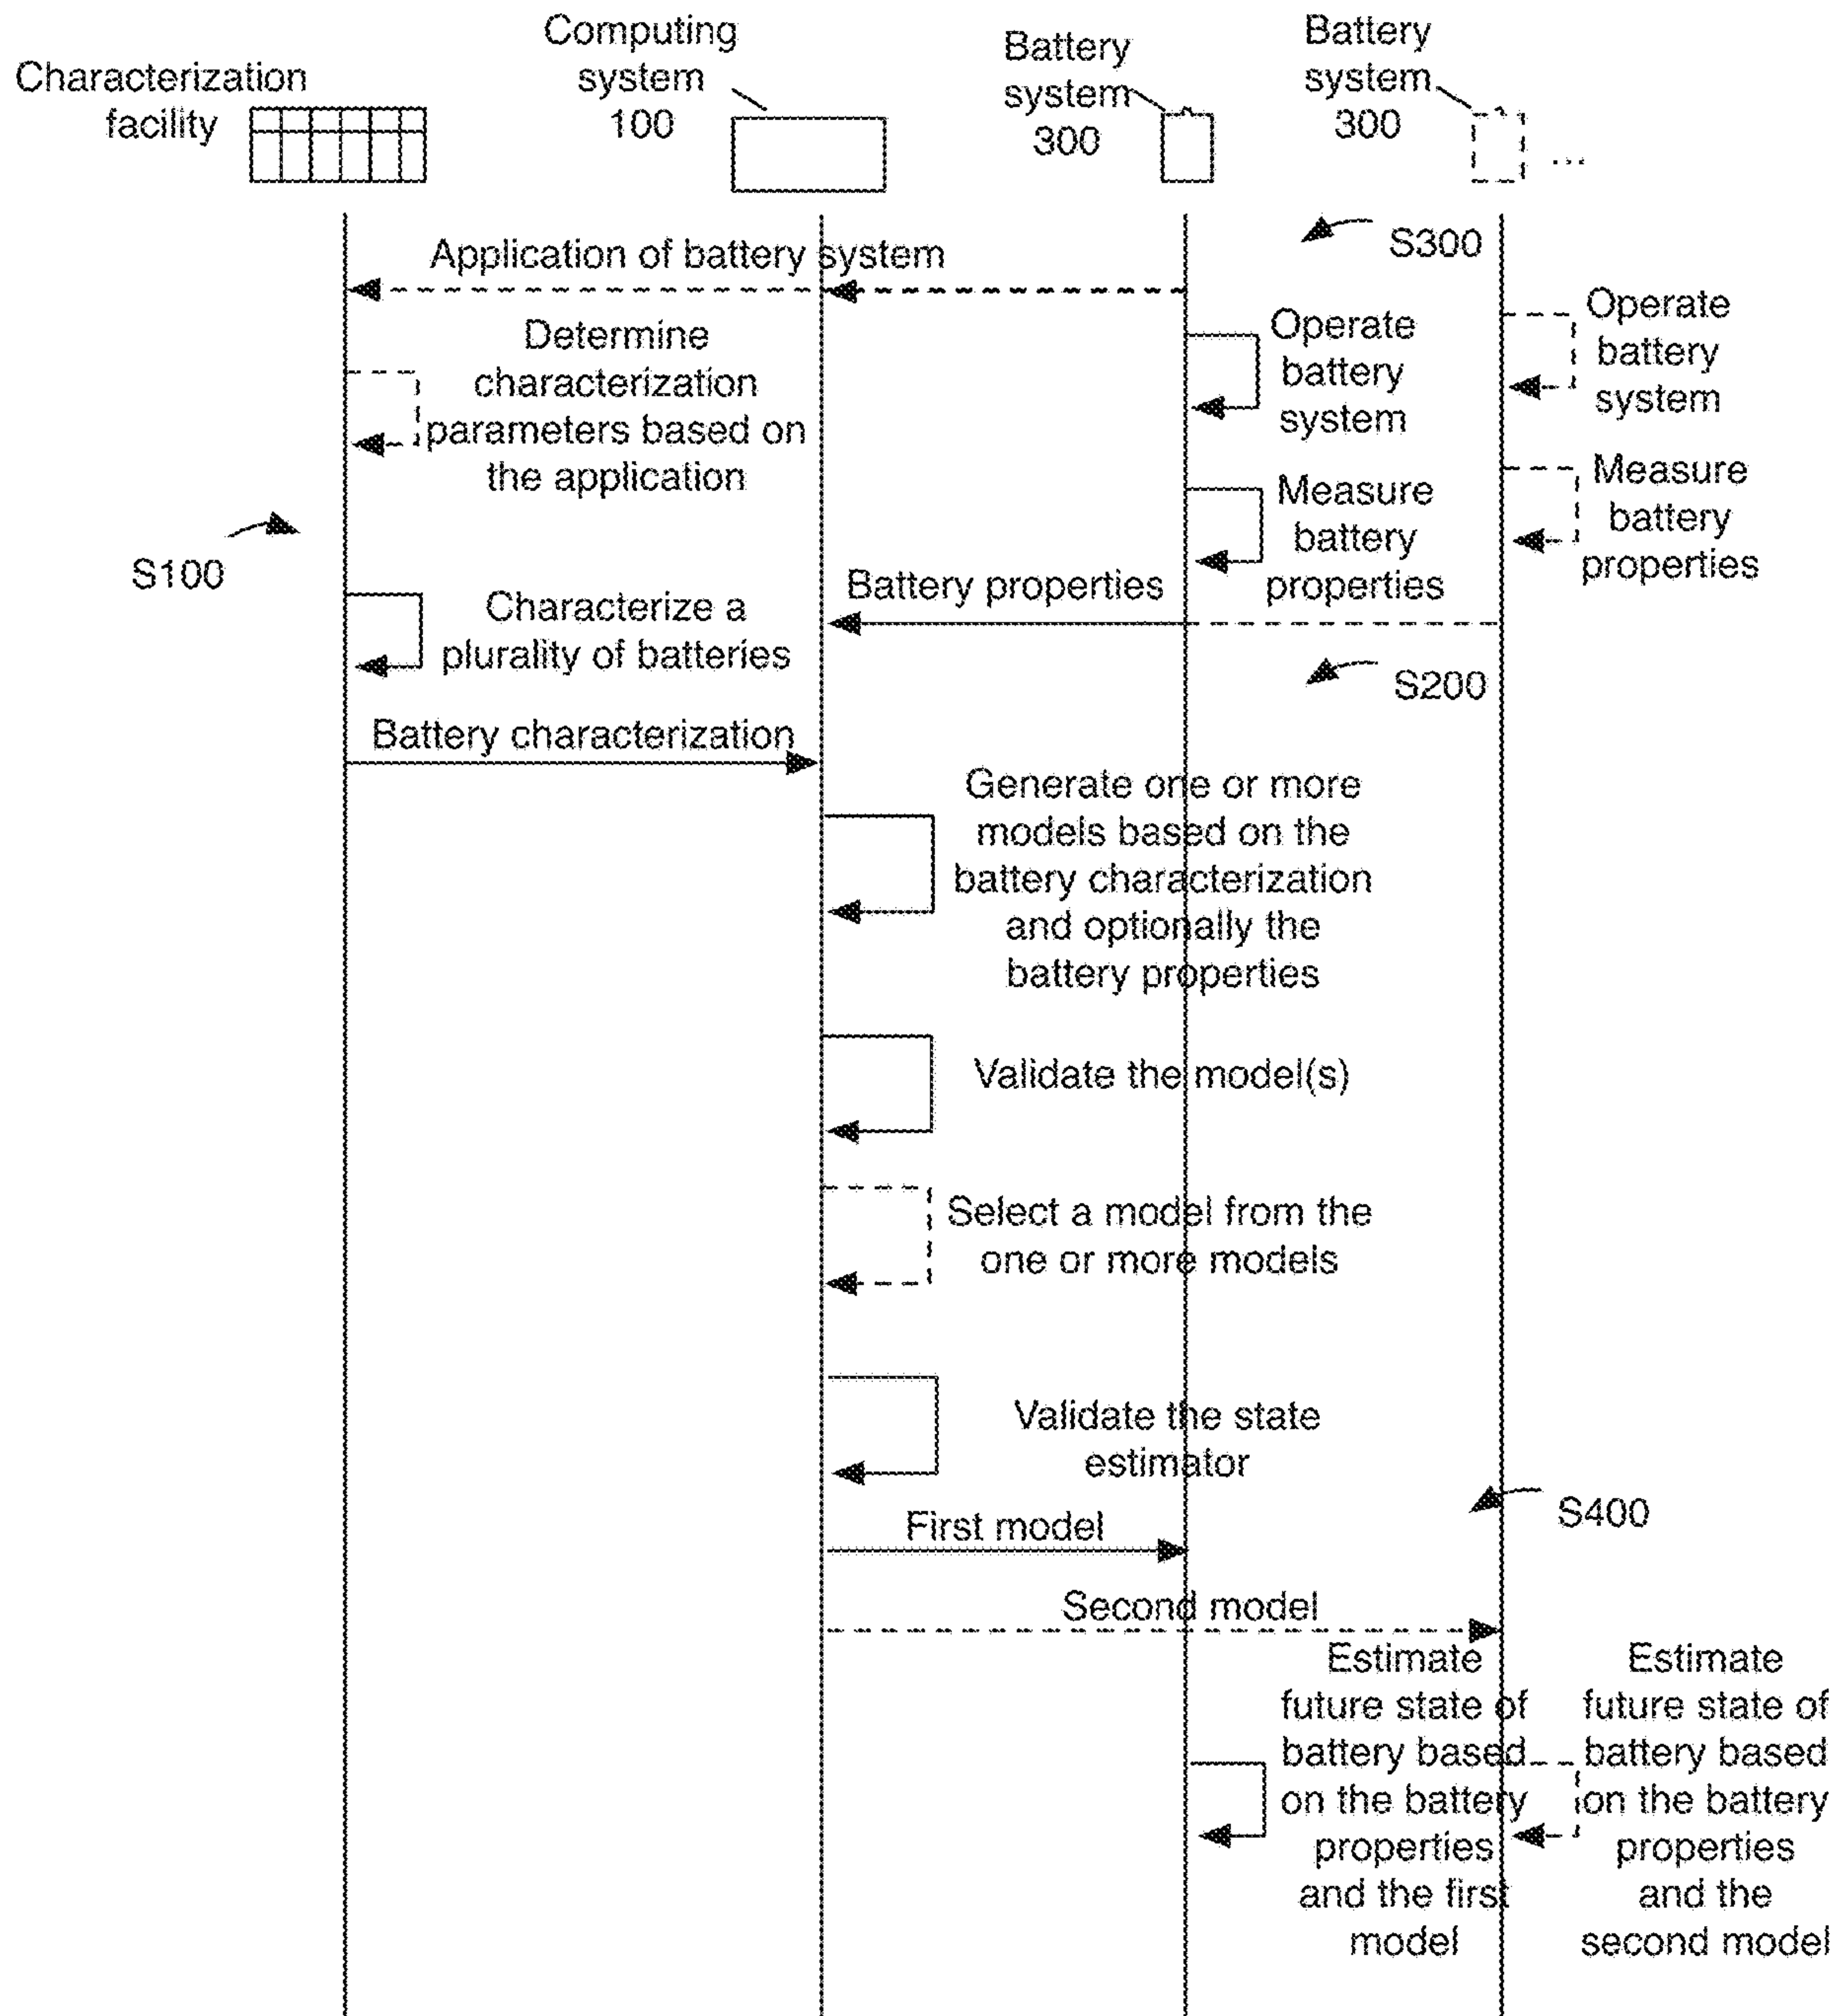 Characterization
facility
Computing
system
100
Battery
system
300
Battery
system
300
...
S300
Application of battery system
Determine
characterization
parameters based on
the application
Operate
battery
system
Operate
battery
system
Measure
battery
properties
Measure
battery
properties
S100
Characterize a
plurality of batteries
Battery properties
S200
Battery characterization
Generate one or more
models based on the
battery characterization
and optionally the
battery properties
Validate the model(s)
Select a model from the
one or more models
Validate the state
estimator
S400
First model
Second model
Estimate
future state of
battery based
on the battery
properties
and the first
model
Estimate
future state of
battery based
on the battery
properties
and the
second model